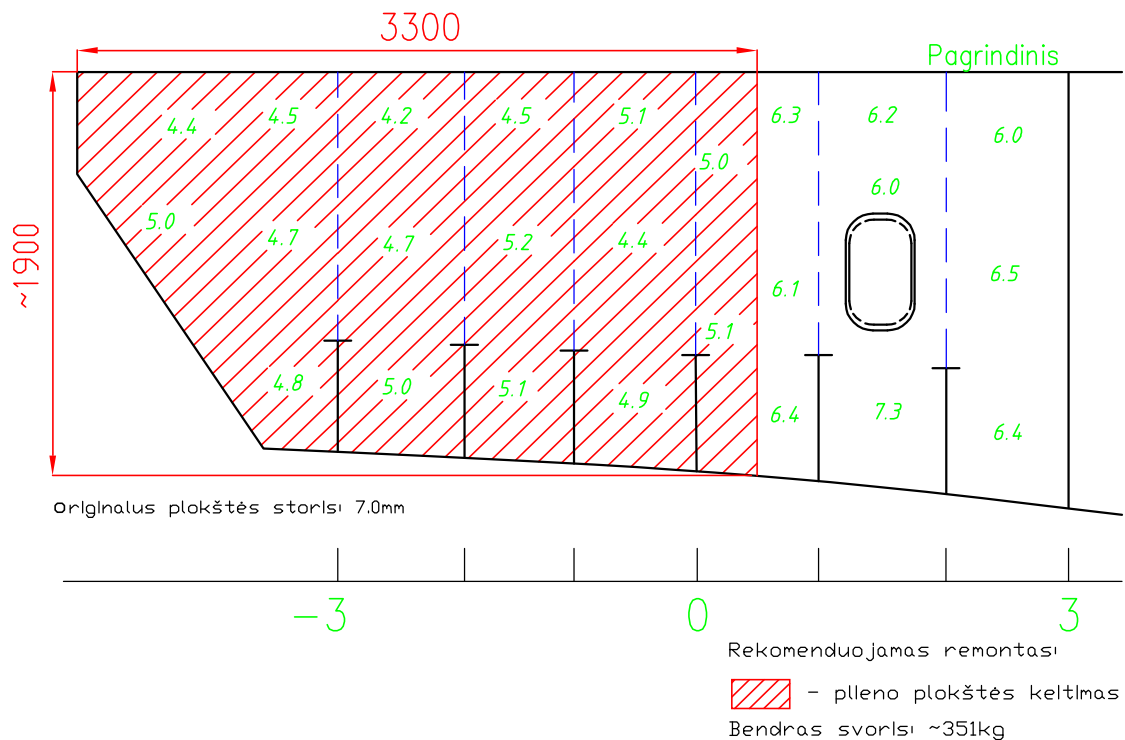 3300
Pagrindinis
4.4 4.5 4.2 4.5 5.1 6.3 6.2 6.0
5.0
6.0
5.0 4.7 4.7 5.2 4.4
6.1 6.5
~1900
5.1
4.8 5.0 5.1 4.9 6.4 7.3 6.4
Originalus plokštės storis: 7.0mm
-3 0 3
Rekomenduojamas remontas:
- plieno plokštės keitimas
Bendras svoris: ~351kg